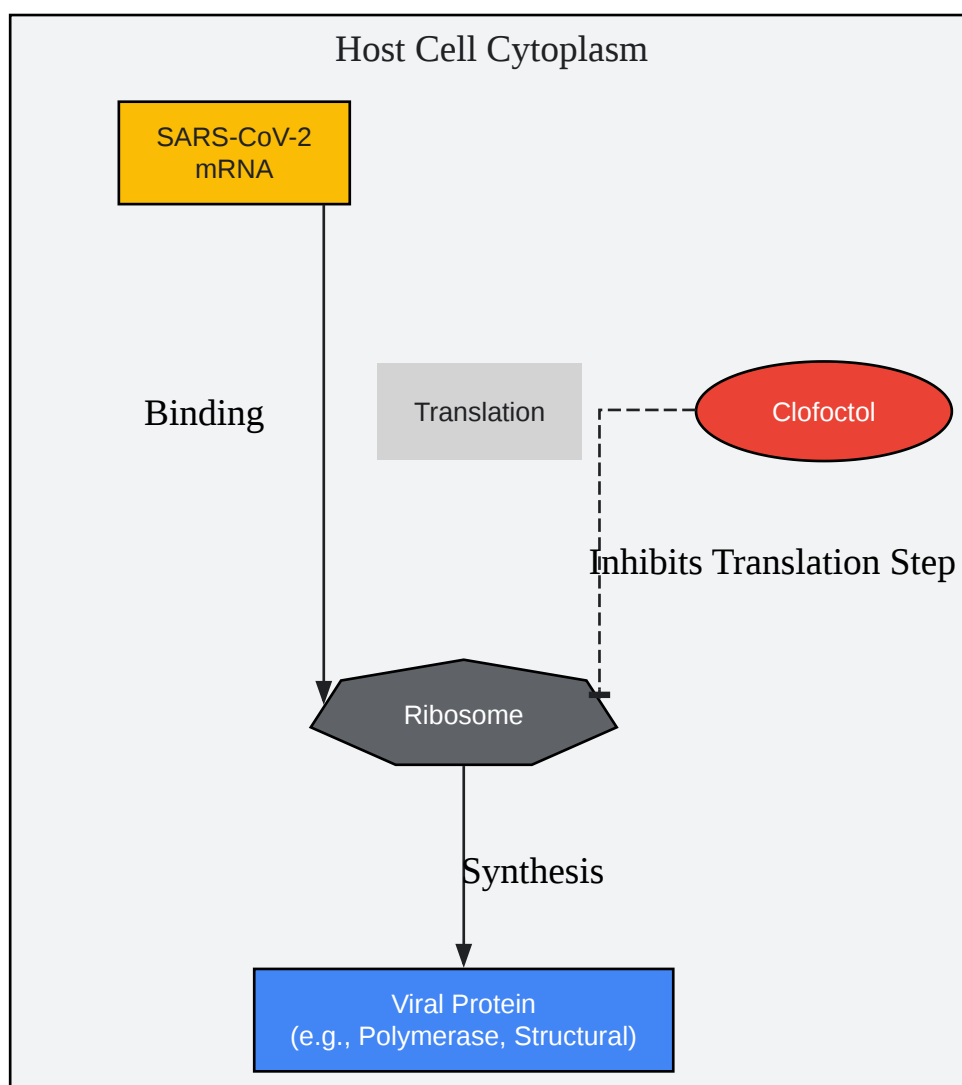 Host Cell Cytoplasm
SARS-CoV-2
mRNA
Binding
Translation
Clofoctol
Inhibits Translation Step
Ribosome
Synthesis
Viral Protein
(e.g., Polymerase, Structural)